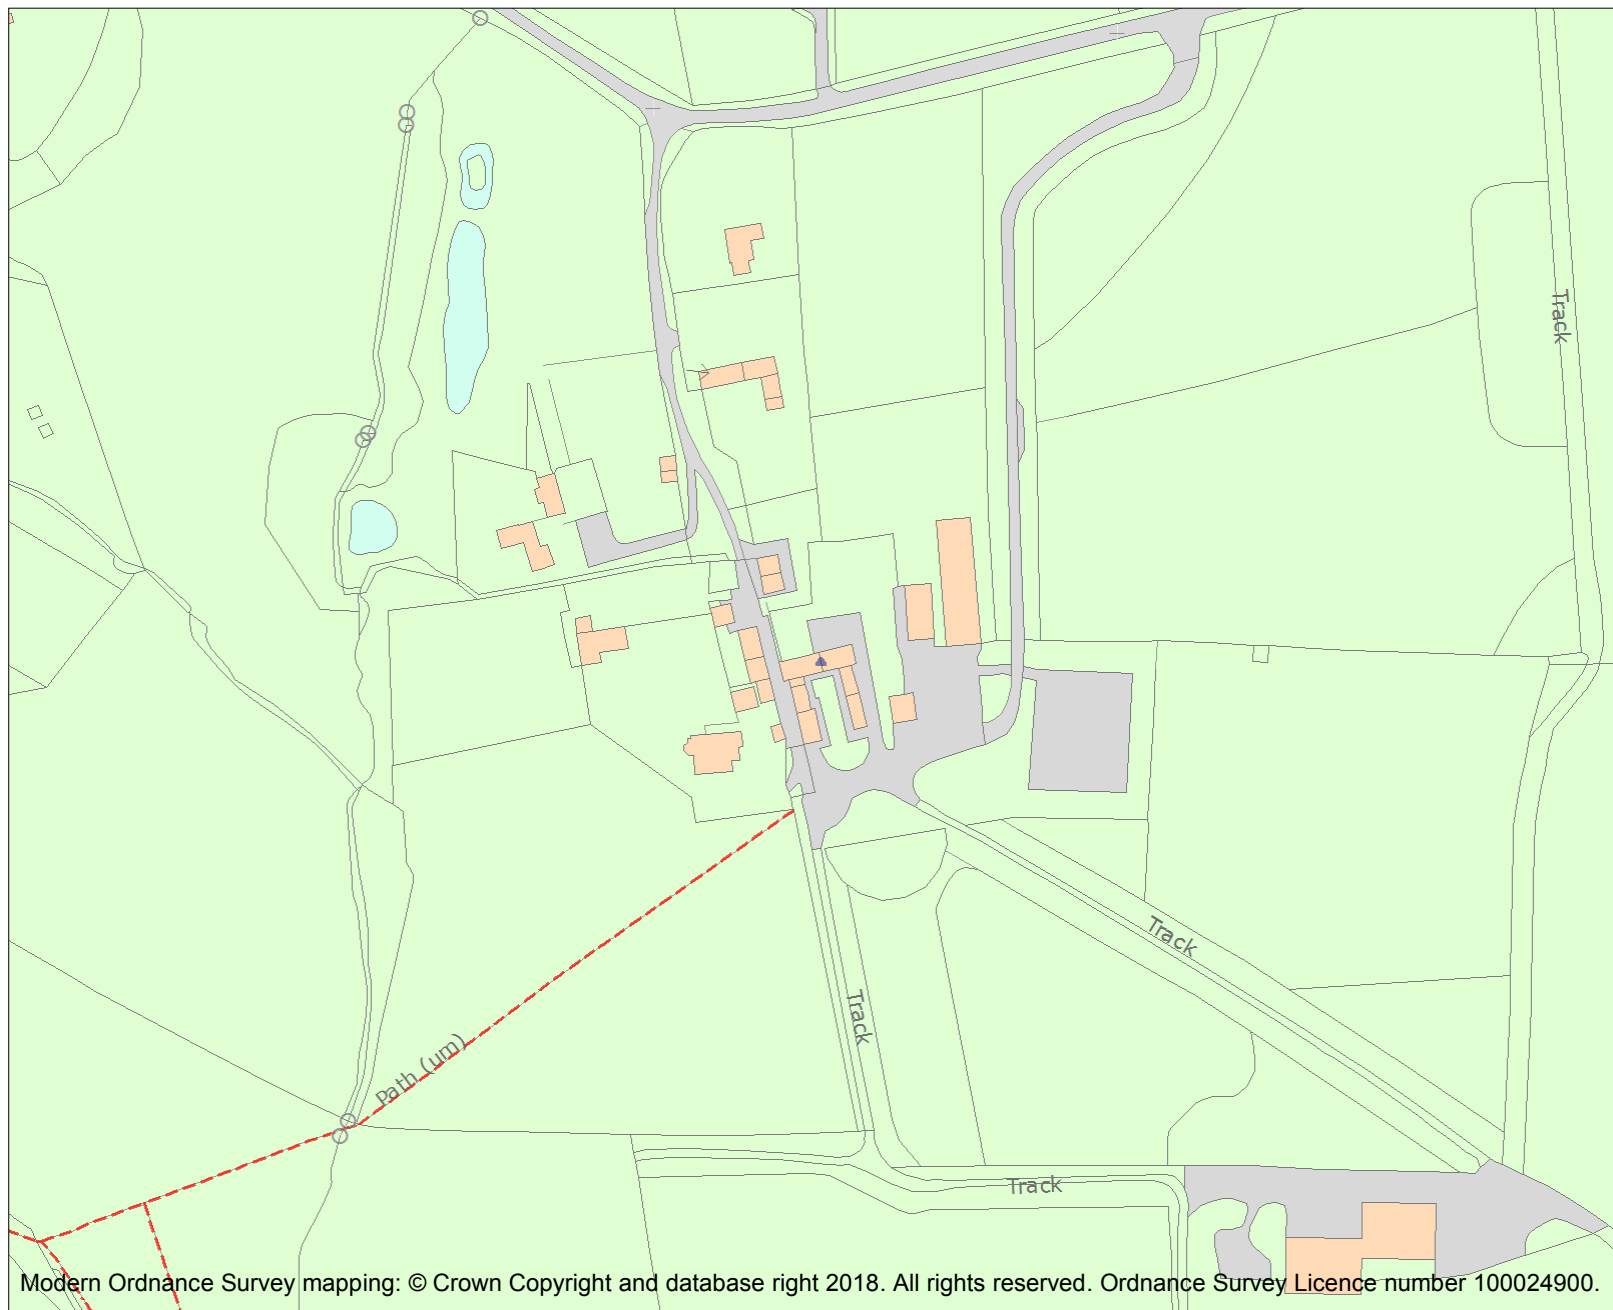 Track
Track
Track
Path (um)
Track
Modern Ordnance Survey mapping: © Crown Copyright and database right 2018. All rights reserved. Ordnance Survey Licence number 100024900.